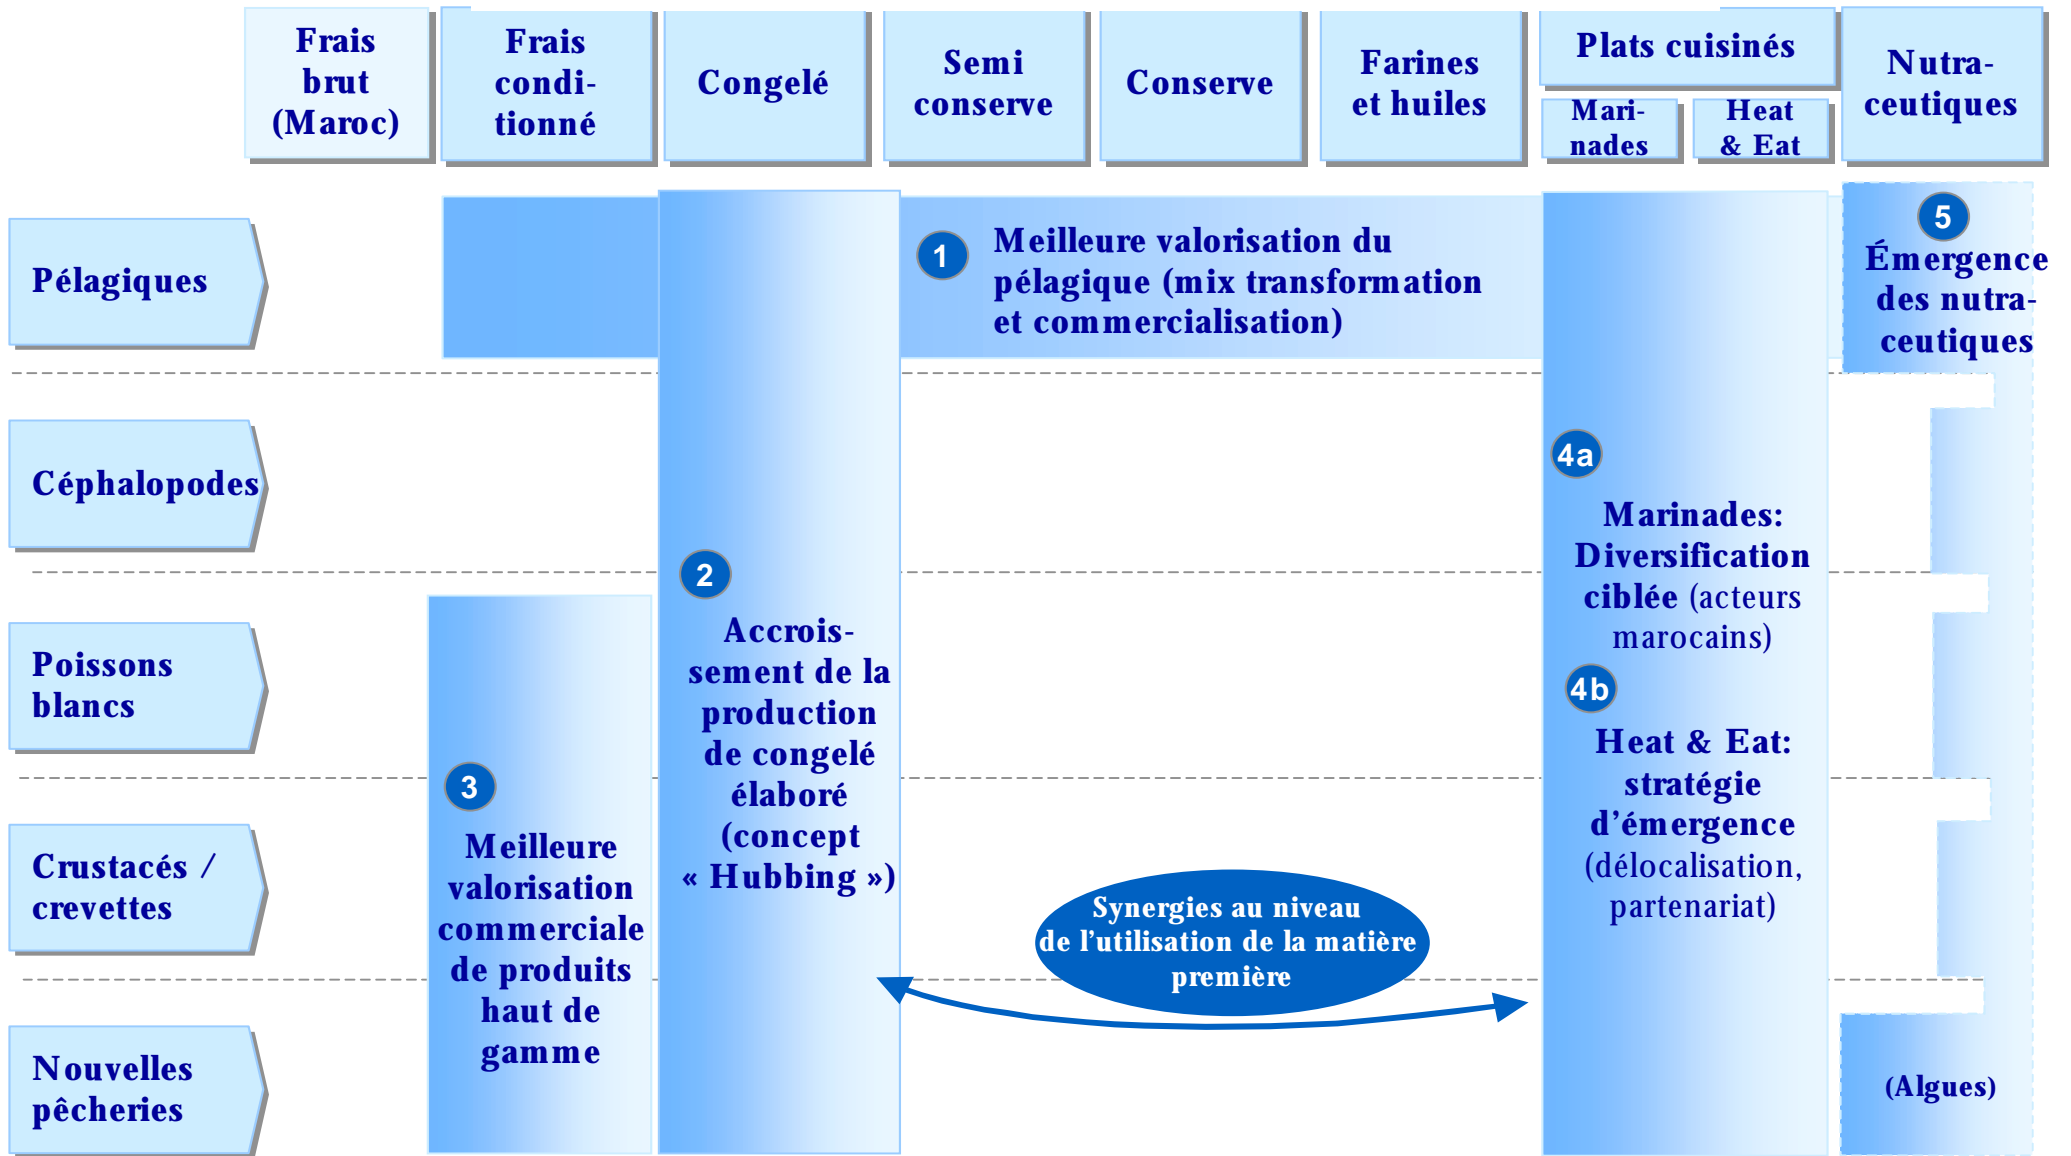 Frais
brut
(Maroc)
Frais
condi-
tionné
Congelé
Semi
conserve
Conserve
Farines
et huiles
Plats cuisinés
Mari-
nades
Heat
& Eat
Nutra-
ceutiques
Pélagiques
1
Meilleure valorisation du
pélagique (mix transformation
et commercialisation)
5
Émergence
des nutra-
ceutiques
Céphalopodes
Poissons
blancs
Crustacés /
crevettes
Nouvelles
pêcheries
3
Meilleure
valorisation
commerciale
de produits
haut de
gamme
2
Accrois-
sement de la
production
de congelé
élaboré
(concept
« Hubbing »)
Synergies au niveau
de l’utilisation de la matière
première
4a
Marinades:
Diversification
ciblée (acteurs
marocains)
4b
Heat & Eat:
stratégie
d’émergence
(délocalisation,
partenariat)
(Algues)